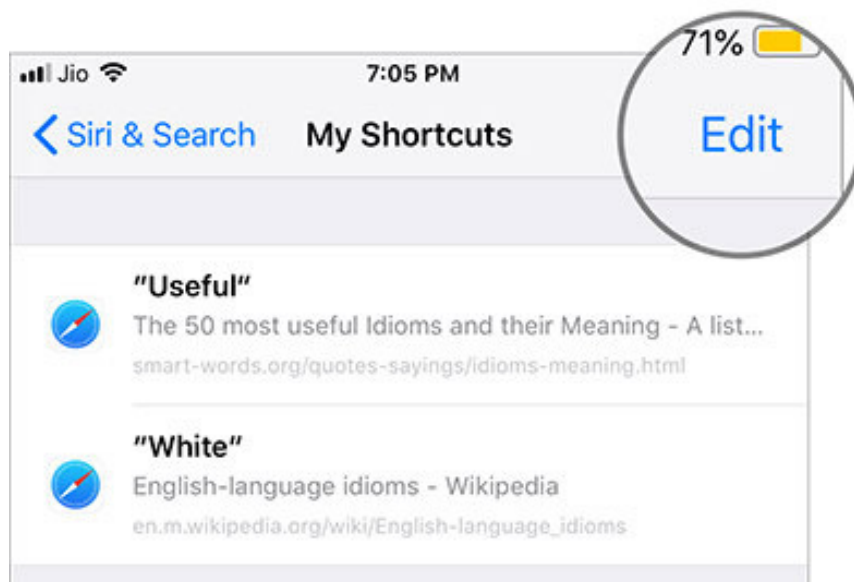 71%
Jio
7:05 PM
Siri & Search
My Shortcuts
Edit
"Useful"
The 50 most useful Idioms and their Meaning - A list...
smart-words.org/quotes-sayings/idioms-meaning.html
"White"
English-language idioms - Wikipedia
en.m.wikipedia.org/wiki/English-language_idioms